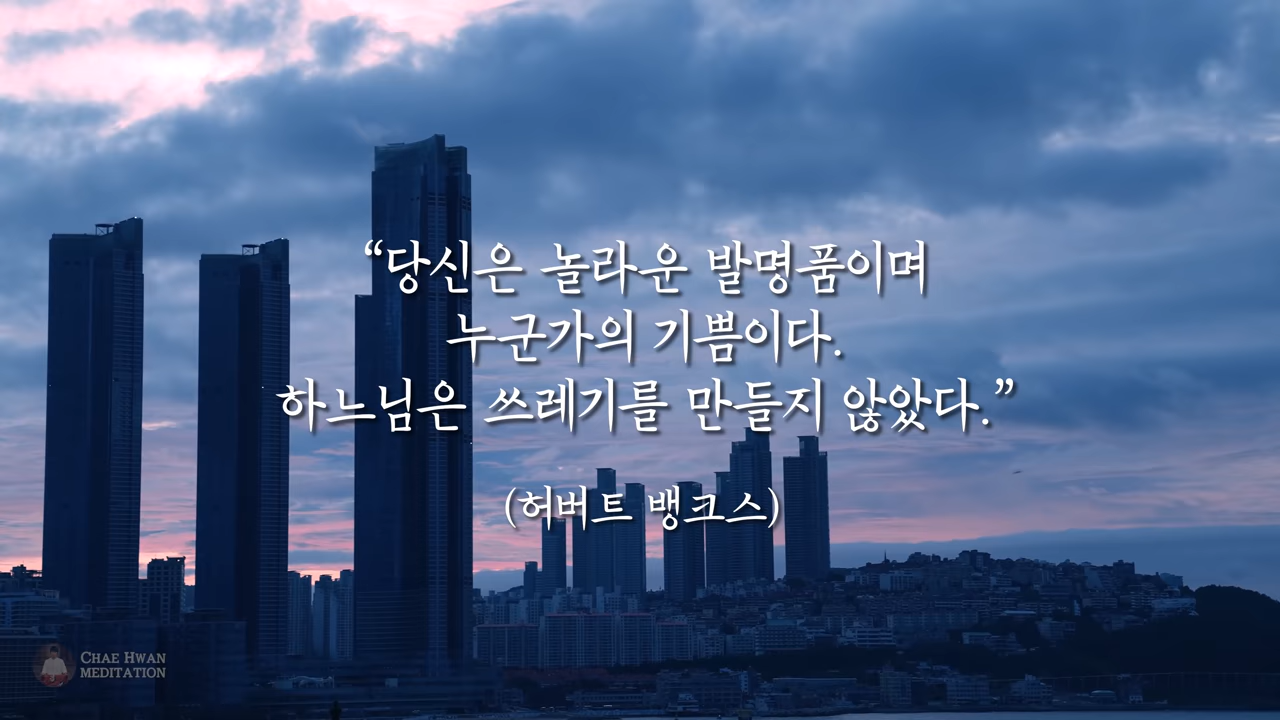 “당신은 놀라운 발명품이며
누군가의 기쁨이다.
하느님은 쓰레기를 만들지 않았다.”
(허버트 뱅크스)
CHAE HWAN
MEDITATION